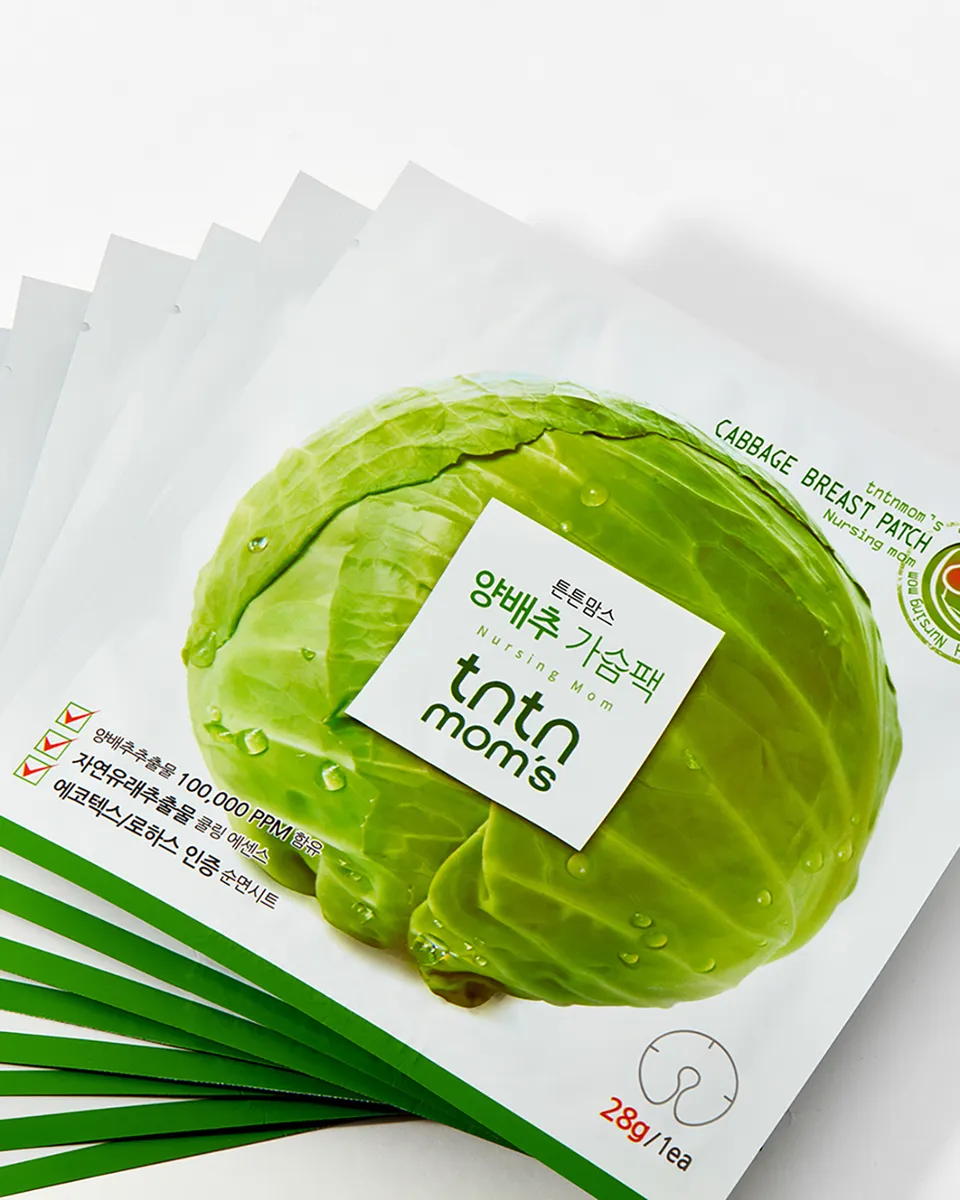 CABBAGE BREAST PATCH
tntnmom's
Nursing mom
튼튼맘스
양배추 가슴팩
Nursing Mom
tntn
mom's
양배추추출물 100,000 PPM 함유
자연유래추출물 쿨링 에센스
에코텍스/로하스 인증 순면시트
Nursing mom
28g/1ea